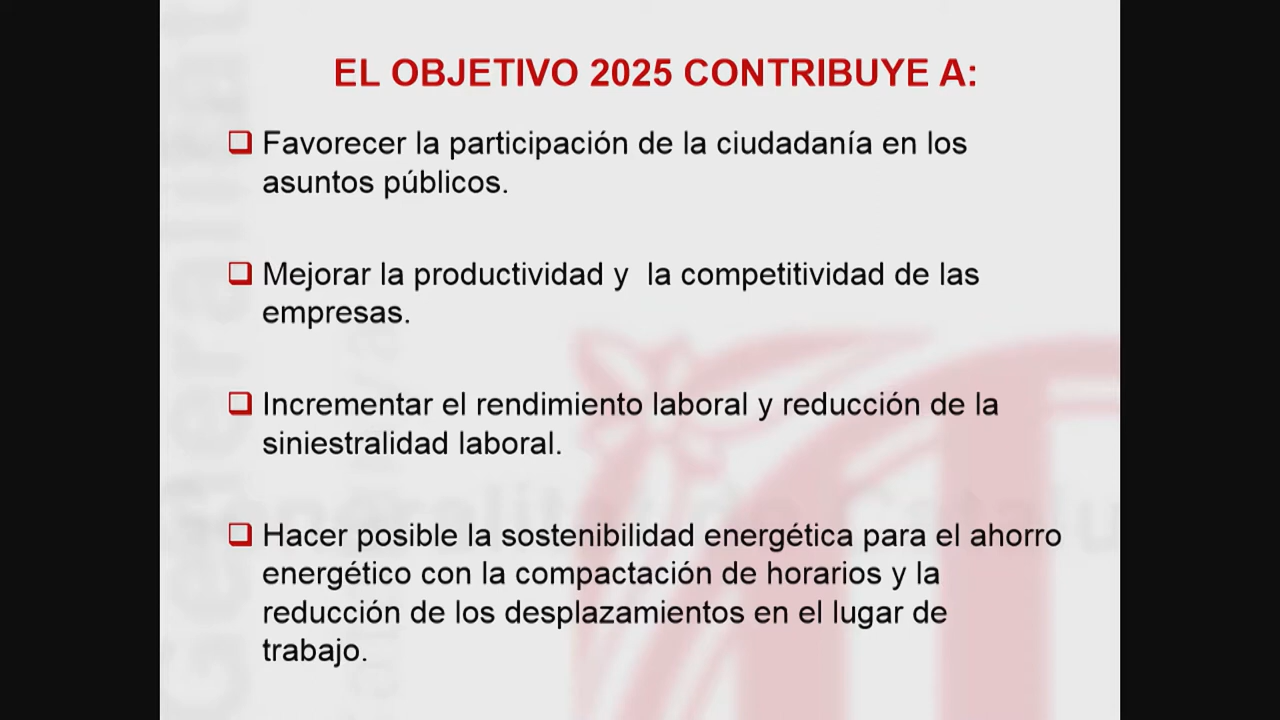 EL OBJETIVO 2025 CONTRIBUYE A:
Favorecer la participación de la ciudadanía en los
asuntos públicos.
Mejorar la productividad y la competitividad de las
empresas.
Incrementar el rendimiento laboral y reducción de la
siniestralidad laboral.
Hacer posible la sostenibilidad energética para el ahorro
energético con la compactación de horarios y la
reducción de los desplazamientos en el lugar de
trabajo.